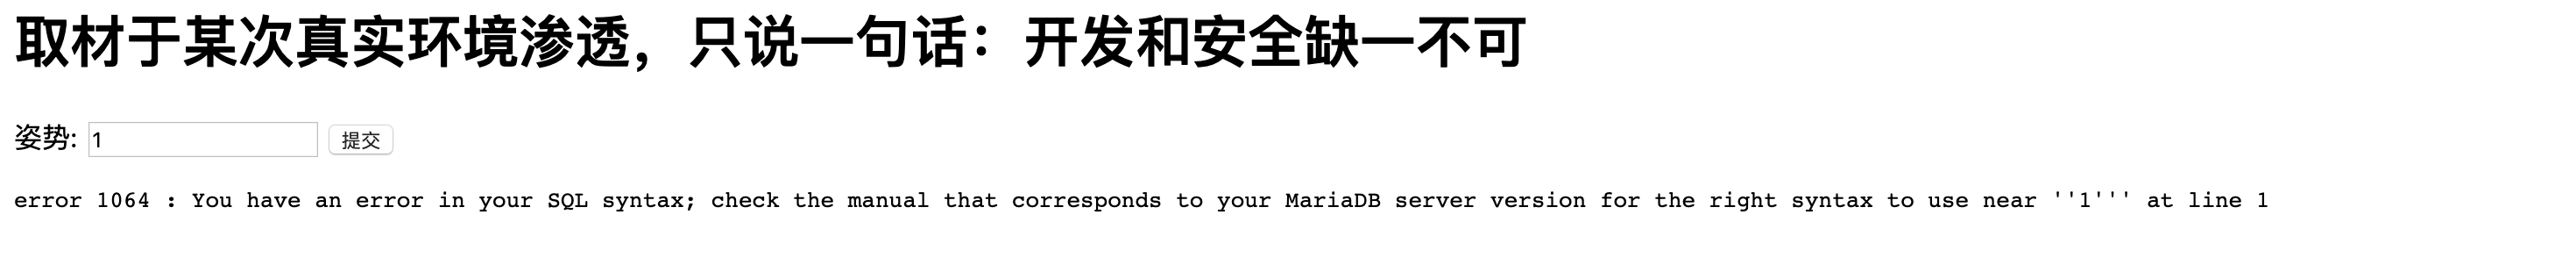 取材于某次真实环境渗透，只说一句话：开发和安全缺一不可
姿势: 1 提交
error 1064 : You have an error in your SQL syntax; check the manual that corresponds to your MariaDB server version for the right syntax to use near ''1''' at line 1